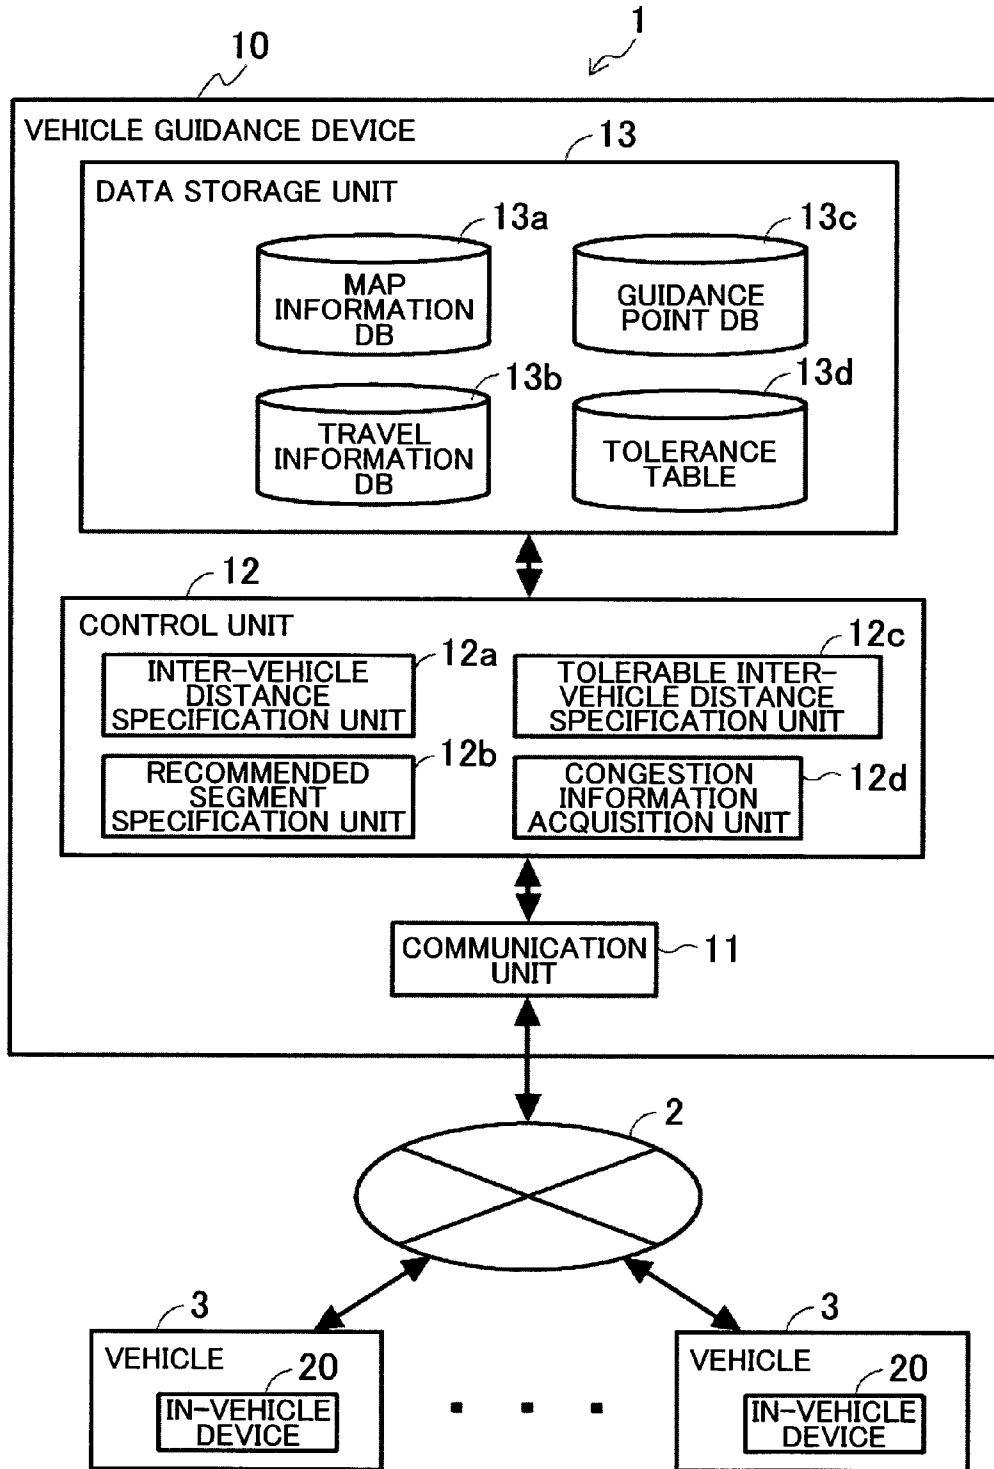 1
10
VEHICLE GUIDANCE DEVICE
13
DATA STORAGE UNIT
13a
MAP
INFORMATION
DB
13c
GUIDANCE
POINT DB
13b
TRAVEL
INFORMATION
DB
13d
TOLERANCE
TABLE
12
CONTROL UNIT
12a
INTER-VEHICLE
DISTANCE
SPECIFICATION UNIT
12c
TOLERABLE INTER-
VEHICLE DISTANCE
SPECIFICATION UNIT
12b
RECOMMENDED
SEGMENT
SPECIFICATION UNIT
12d
CONGESTION
INFORMATION
ACQUISITION UNIT
COMMUNICATION
UNIT
11
2
3
VEHICLE
20
IN-VEHICLE
DEVICE
3
VEHICLE
20
IN-VEHICLE
DEVICE